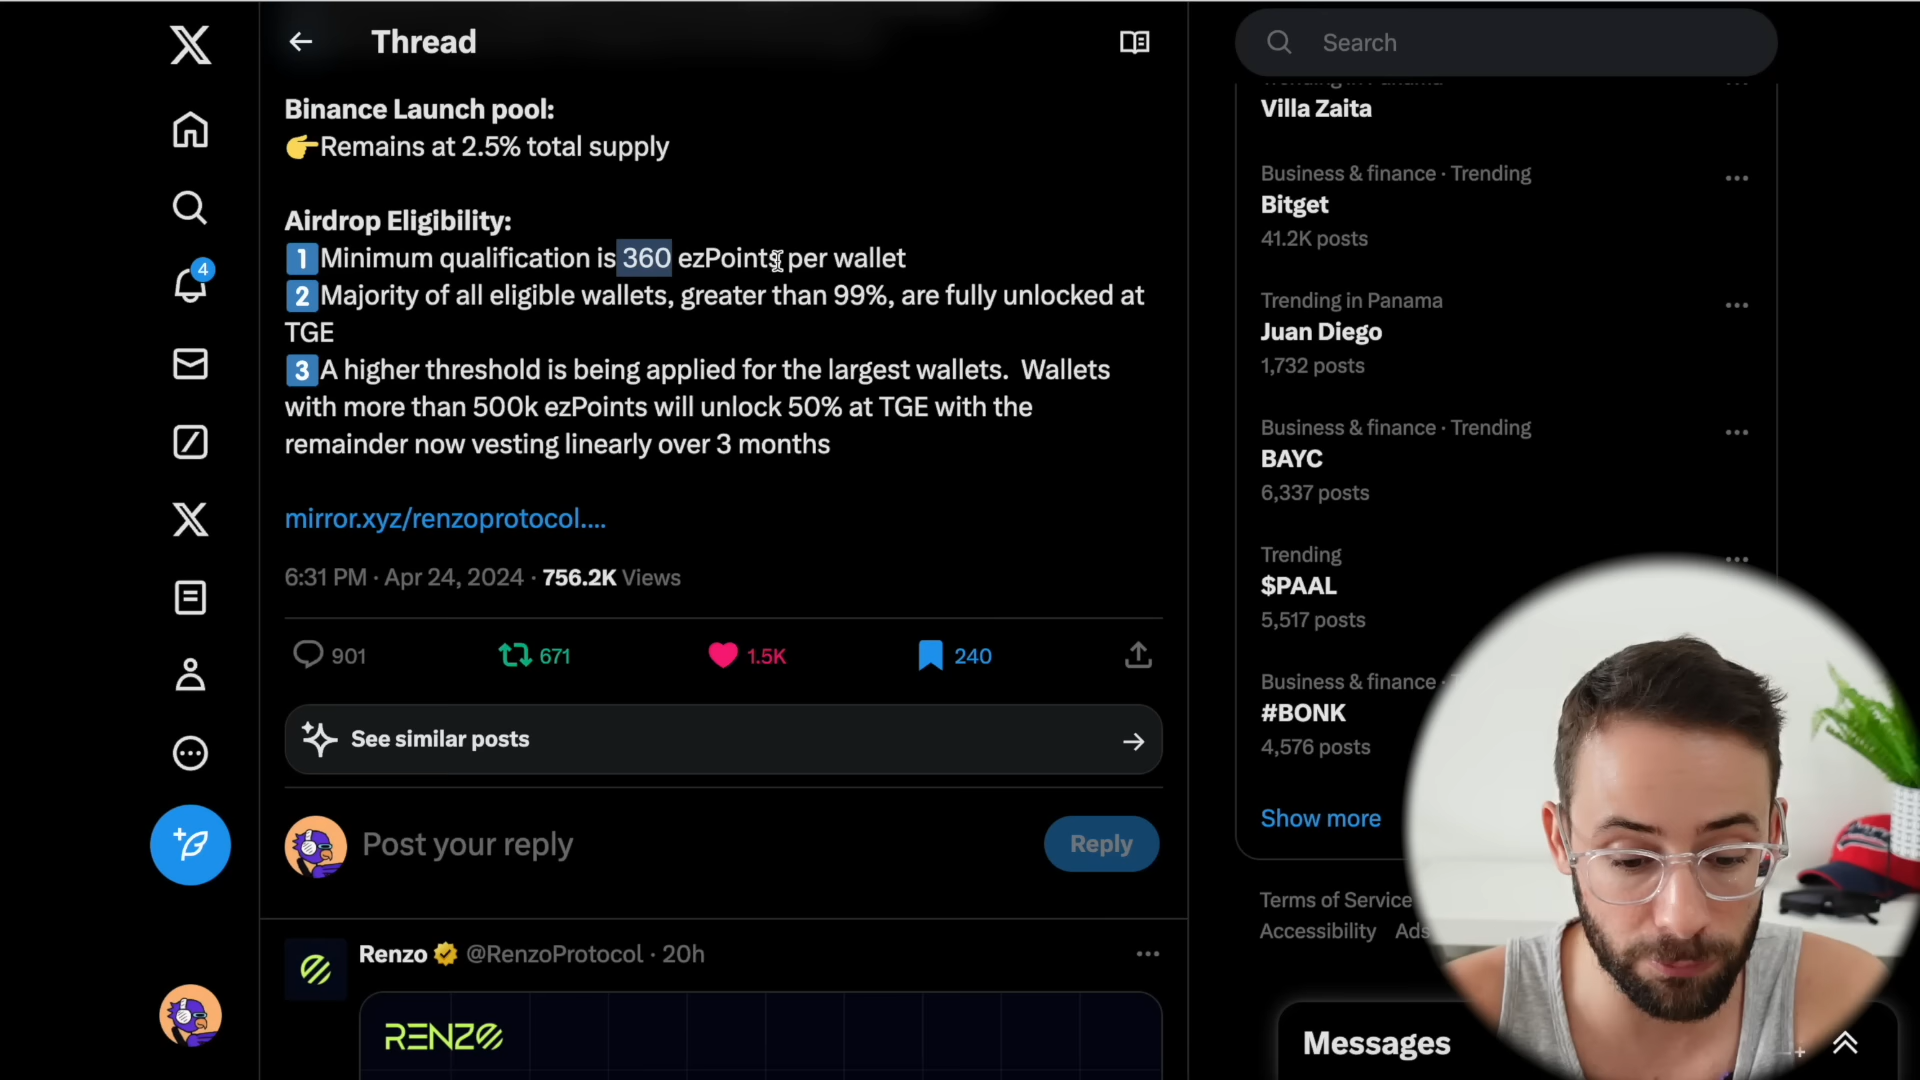 Thread
Binance Launch pool:
👉Remains at 2.5% total supply
Airdrop Eligibility:
1️⃣Minimum qualification is 360 ezPoints per wallet
2️⃣Majority of all eligible wallets, greater than 99%, are fully unlocked at
TGE
3️⃣A higher threshold is being applied for the largest wallets.  Wallets
with more than 500k ezPoints will unlock 50% at TGE with the
remainder now vesting linearly over 3 months
mirror.xyz/renzoprotocol....
6:31 PM · Apr 24, 2024 · 756.2K Views
901
671
1.5K
240
See similar posts
Post your reply
Reply
Renzo @RenzoProtocol · 20h
RENZO
4
Search
Villa Zaita
Business & finance · Trending
Bitget
41.2K posts
Trending in Panama
Juan Diego
1,732 posts
Business & finance · Trending
BAYC
6,337 posts
Trending
$PAAL
5,517 posts
Business & finance ·
#BONK
4,576 posts
Show more
Terms of Service
Accessibility Ads
Messages